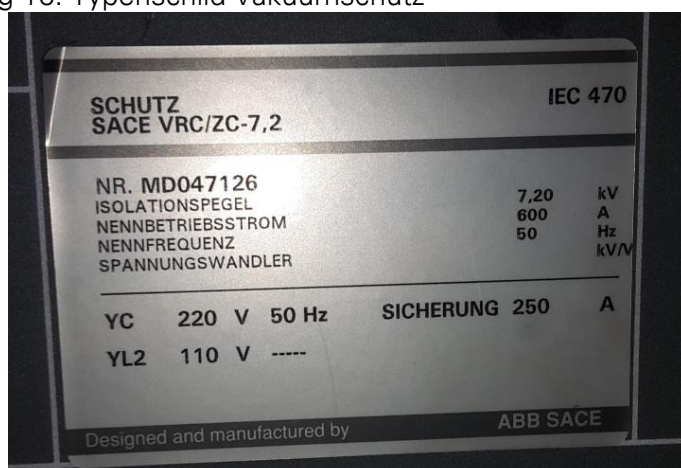 Typenschild Vakuumschütz
SCHUTZ IEC 470
SACE VRC/ZC-7,2
NR. MD047126
ISOLATIONSPEGEL 7,20 kV
NENNBETRIEBSSTROM 600 A
NENNFREQUENZ 50 Hz
SPANNUNGSWANDLER kV/V
YC 220 V 50 Hz SICHERUNG 250 A
YL2 110 V -----
Designed and manufactured by ABB SACE